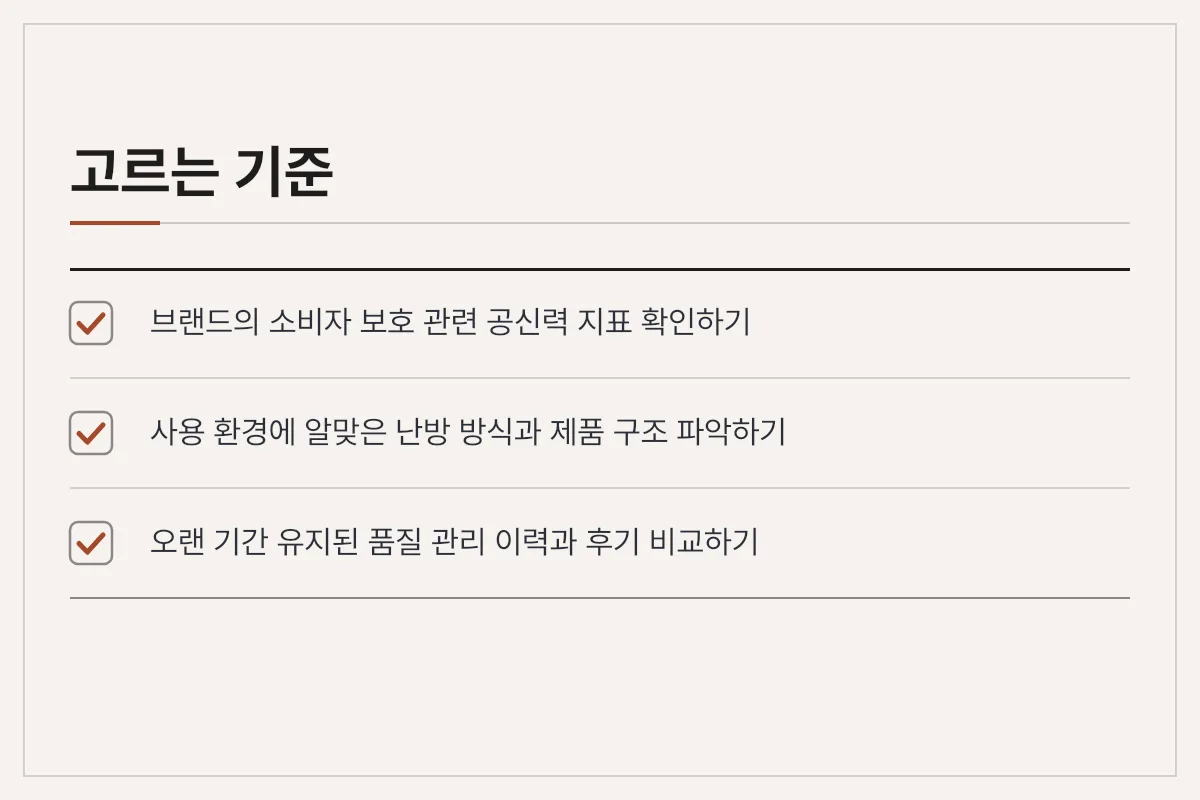 고르는 기준
브랜드의 소비자 보호 관련 공신력 지표 확인하기
사용 환경에 알맞은 난방 방식과 제품 구조 파악하기
오랜 기간 유지된 품질 관리 이력과 후기 비교하기